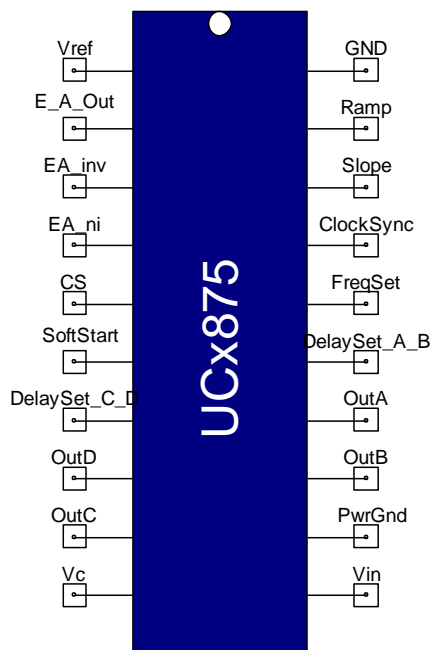 Vref
GND
E_A_Out
Ramp
EA_inv
Slope
EA_ni
ClockSync
CS
FreqSet
SoftStart
DelaySet_A_B
DelaySet_C_D
OutA
OutD
OutB
OutC
PwrGnd
Vc
Vin
UCx875